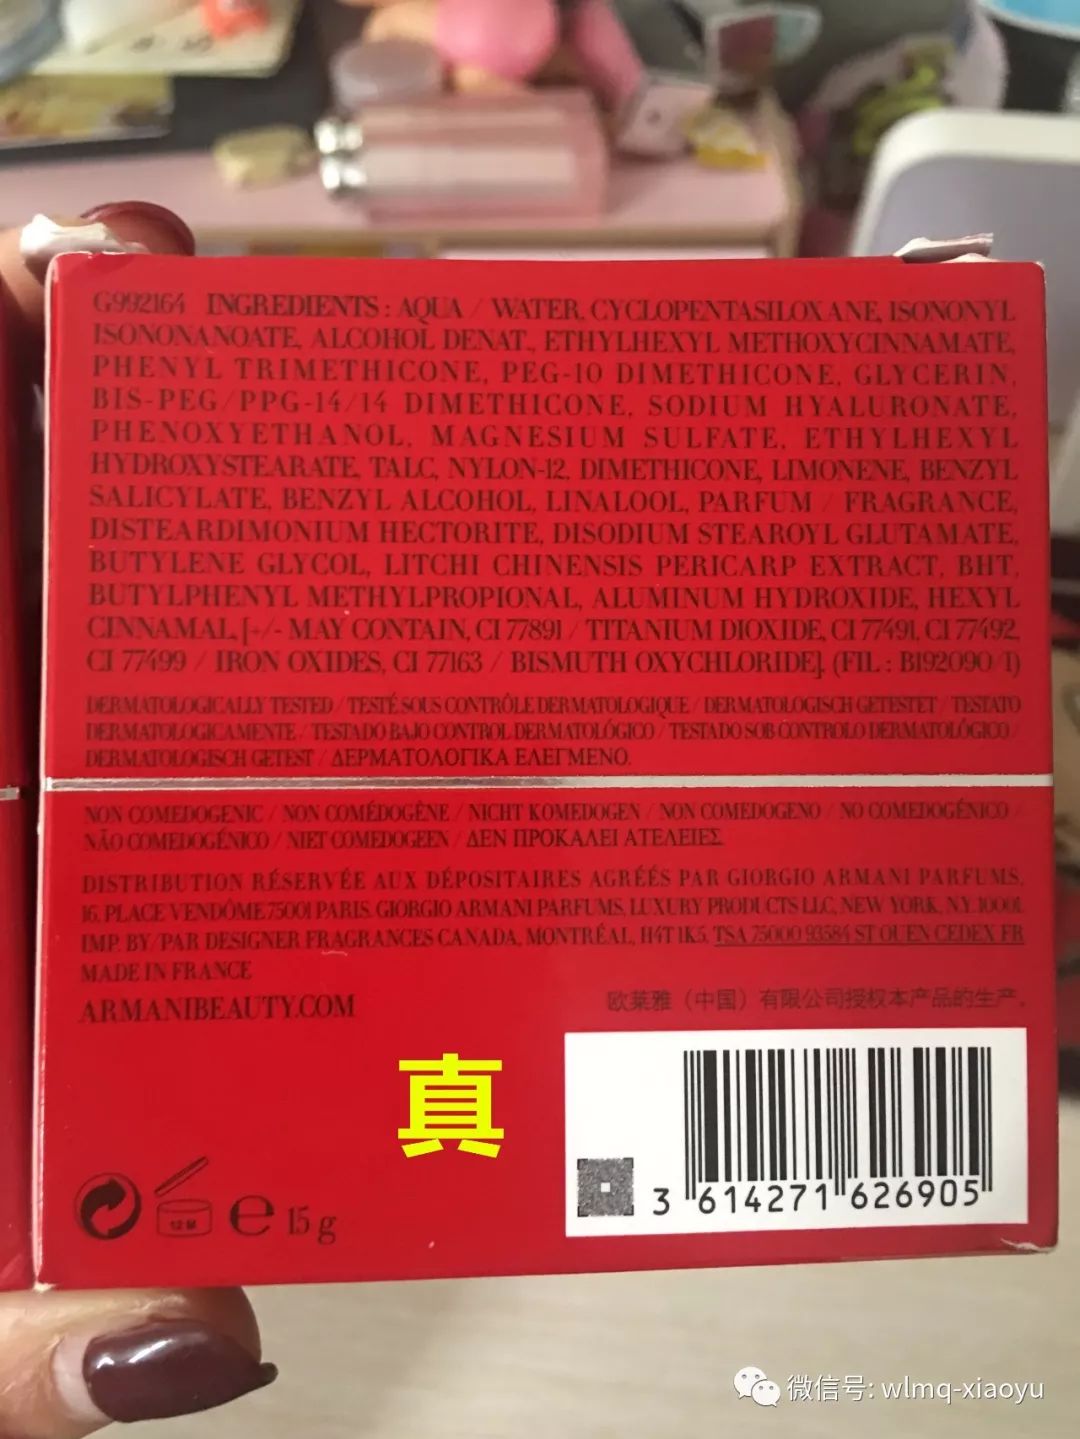 G992164 INGREDIENTS : AQUA / WATER, CYCLOPENTASILOXANE, ISONONYL
ISONONANOATE, ALCOHOL DENAT., ETHYLHEXYL METHOXYCINNAMATE,
PHENYL TRIMETHICONE, PEG-10 DIMETHICONE, GLYCERIN,
BIS-PEG/PPG-14/14 DIMETHICONE, SODIUM HYALURONATE,
PHENOXYETHANOL, MAGNESIUM SULFATE, ETHYLHEXYL
HYDROXYSTEARATE, TALC, NYLON-12, DIMETHICONE, LIMONENE, BENZYL
SALICYLATE, BENZYL ALCOHOL, LINALOOL, PARFUM / FRAGRANCE,
DISTEARDIMONIUM HECTORITE, DISODIUM STEAROYL GLUTAMATE,
BUTYLENE GLYCOL, LITCHI CHINENSIS PERICARP EXTRACT, BHT,
BUTYLPHENYL METHYLPROPIONAL, ALUMINUM HYDROXIDE, HEXYL
CINNAMAL, [+/- MAY CONTAIN, CI 77891 / TITANIUM DIOXIDE, CI 77491, CI 77492,
CI 77499 / IRON OXIDES, CI 77163 / BISMUTH OXYCHLORIDE]. (FIL : B192090/1)
DERMATOLOGICALLY TESTED / TESTÉ SOUS CONTRÔLE DERMATOLOGIQUE / DERMATOLOGISCH GETESTET / TESTATO
DERMATOLOGICAMENTE / TESTADO BAJO CONTROL DERMATOLÓGICO / TESTADO SOB CONTROLO DERMATOLÓGICO /
DERMATOLOGISCH GETEST / ΔΕΡΜΑΤΟΛΟΓΙΚΑ ΕΛΕΓΜΕΝΟ.
NON COMEDOGENIC / NON COMÉDOGÈNE / NICHT KOMEDOGEN / NON COMEDOGENO / NO COMEDOGÉNICO /
NÃO COMEDOGÉNICO / NIET COMEDOGEEN / ΔΕΝ ΠΡΟΚΑΛΕΙ ΑΤΕΛΕΙΕΣ.
DISTRIBUTION RÉSERVÉE AUX DÉPOSITAIRES AGRÉÉS PAR GIORGIO ARMANI PARFUMS,
16, PLACE VENDÔME 75001 PARIS. GIORGIO ARMANI PARFUMS, LUXURY PRODUCTS LLC, NEW YORK, N.Y. 10001.
IMP. BY/PAR DESIGNER FRAGRANCES CANADA, MONTRÉAL, H4T 1K5. TSA 75000 93584 ST OUEN CEDEX FR
MADE IN FRANCE
ARMANIBEAUTY.COM
欧莱雅（中国）有限公司授权本产品的生产。
真
12 M e 15 g
3 614271 626905
微信号: wlmq-xiaoyu